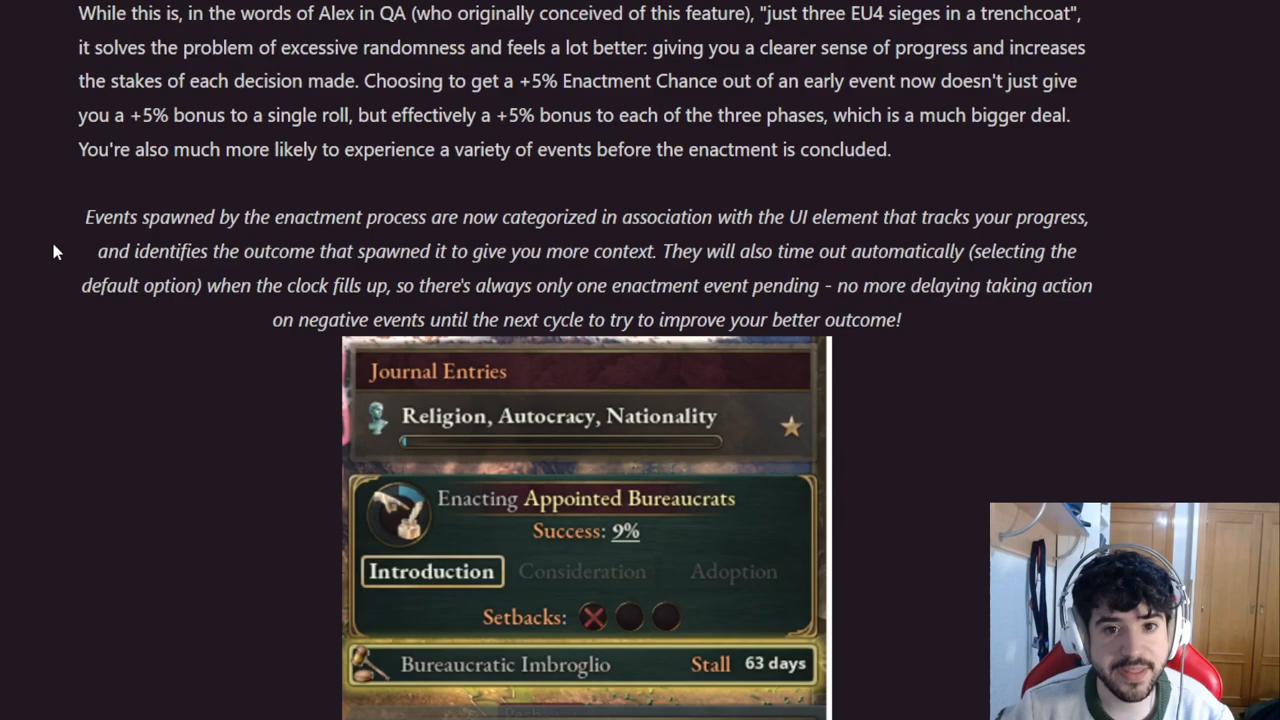 While this is, in the words of Alex in QA (who originally conceived of this feature), "just three EU4 sieges in a trenchcoat",
it solves the problem of excessive randomness and feels a lot better: giving you a clearer sense of progress and increases
the stakes of each decision made. Choosing to get a +5% Enactment Chance out of an early event now doesn't just give
you a +5% bonus to a single roll, but effectively a +5% bonus to each of the three phases, which is a much bigger deal.
You're also much more likely to experience a variety of events before the enactment is concluded.
Events spawned by the enactment process are now categorized in association with the UI element that tracks your progress,
and identifies the outcome that spawned it to give you more context. They will also time out automatically (selecting the
default option) when the clock fills up, so there's always only one enactment event pending - no more delaying taking action
on negative events until the next cycle to try to improve your better outcome!
Journal Entries
Religion, Autocracy, Nationality
Enacting Appointed Bureaucrats
Success: 9%
Introduction Consideration Adoption
Setbacks:
Bureaucratic Imbroglio Stall 63 days